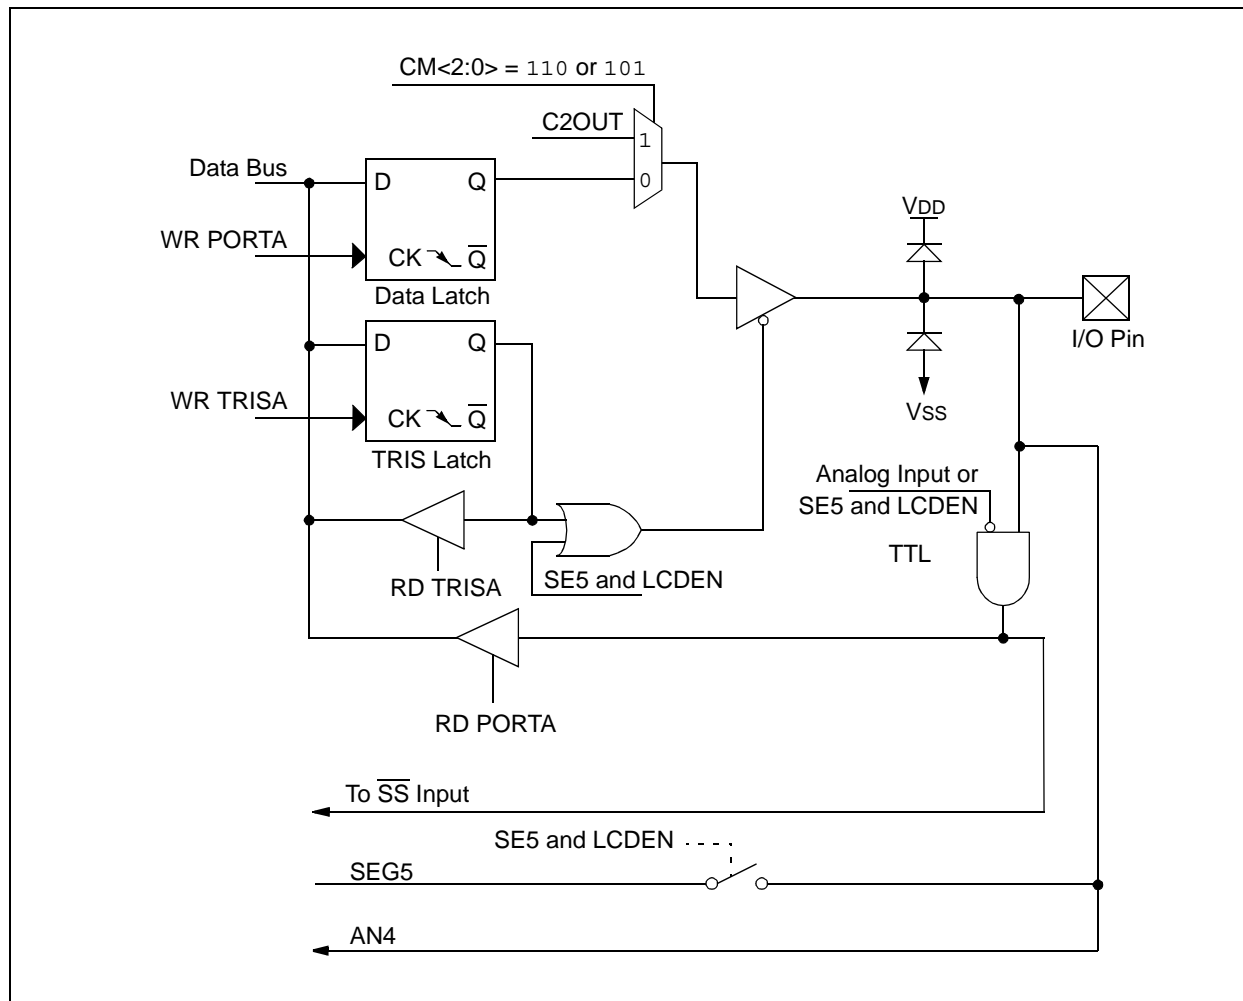 CM<2:0> = 110 or 101
C2OUT
1
Data Bus
D
Q
0
VDD
WR PORTA
CK
Q̅
Data Latch
I/O Pin
D
Q
WR TRISA
CK
Q̅
VSS
TRIS Latch
Analog Input or
SE5 and LCDEN
TTL
RD TRISA
SE5 and LCDEN
RD PORTA
To S̅S̅ Input
SE5 and LCDEN
SEG5
AN4